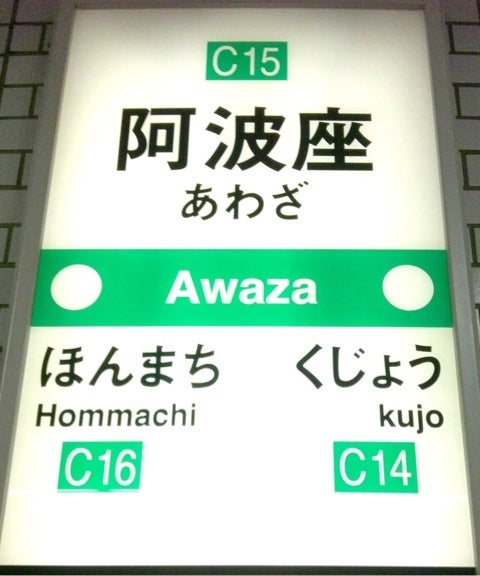 C15
阿波座
あわざ
Awaza
ほんまち くじょう
Hommachi kujo
C16 C14